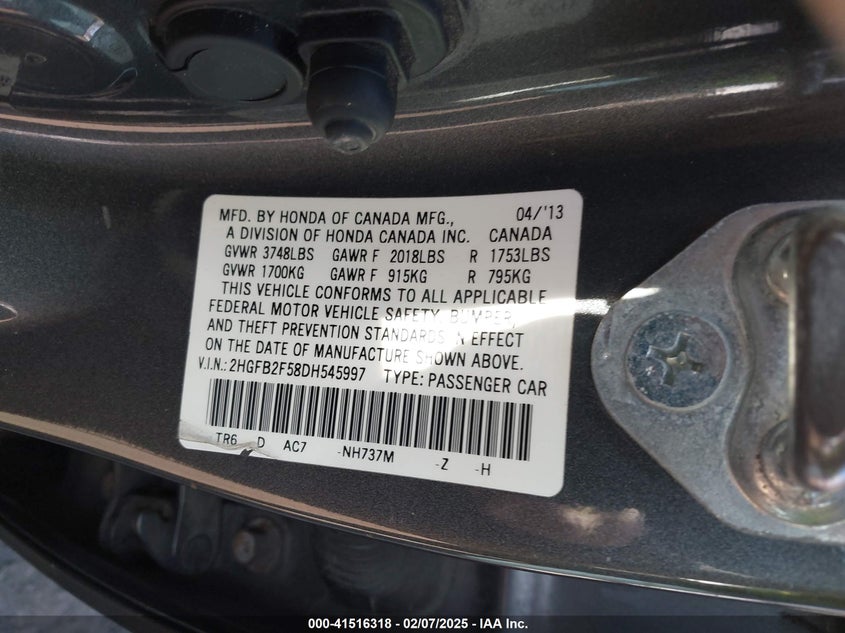 MFD. BY HONDA OF CANADA MFG., 04/'13
A DIVISION OF HONDA CANADA INC. CANADA
GVWR 3748LBS GAWR F 2018LBS R 1753LBS
GVWR 1700KG GAWR F 915KG R 795KG
THIS VEHICLE CONFORMS TO ALL APPLICABLE
FEDERAL MOTOR VEHICLE SAFETY, BUMPER,
AND THEFT PREVENTION STANDARDS IN EFFECT
ON THE DATE OF MANUFACTURE SHOWN ABOVE.
V.I.N.: 2HGFB2F58DH545997 TYPE: PASSENGER CAR
TR6 D AC7 -NH737M -Z -H
000-41516318 - 02/07/2025 - IAAI Inc.